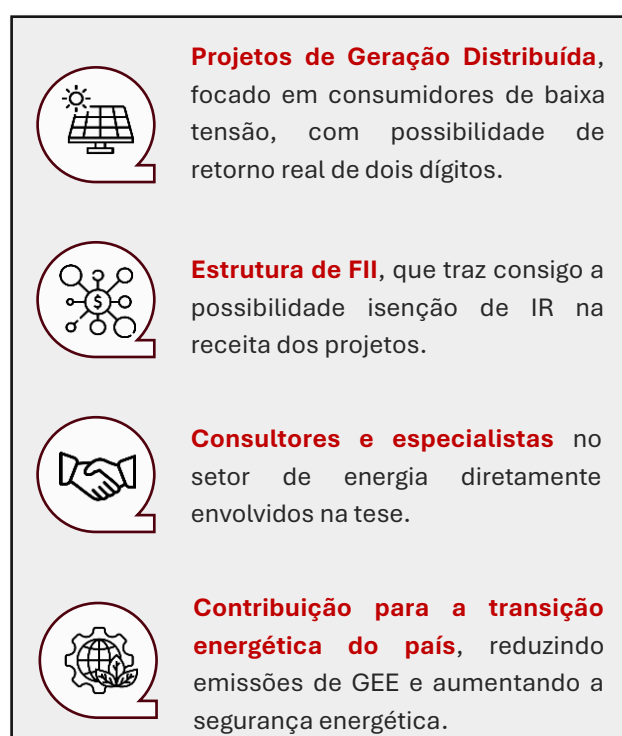 Projetos de Geração Distribuída,
focado em consumidores de baixa
tensão, com possibilidade de
retorno real de dois dígitos.
$
Estrutura de FII, que traz consigo a
possibilidade isenção de IR na
receita dos projetos.
Consultores e especialistas no
setor de energia diretamente
envolvidos na tese.
Contribuição para a transição
energética do país, reduzindo
emissões de GEE e aumentando a
segurança energética.